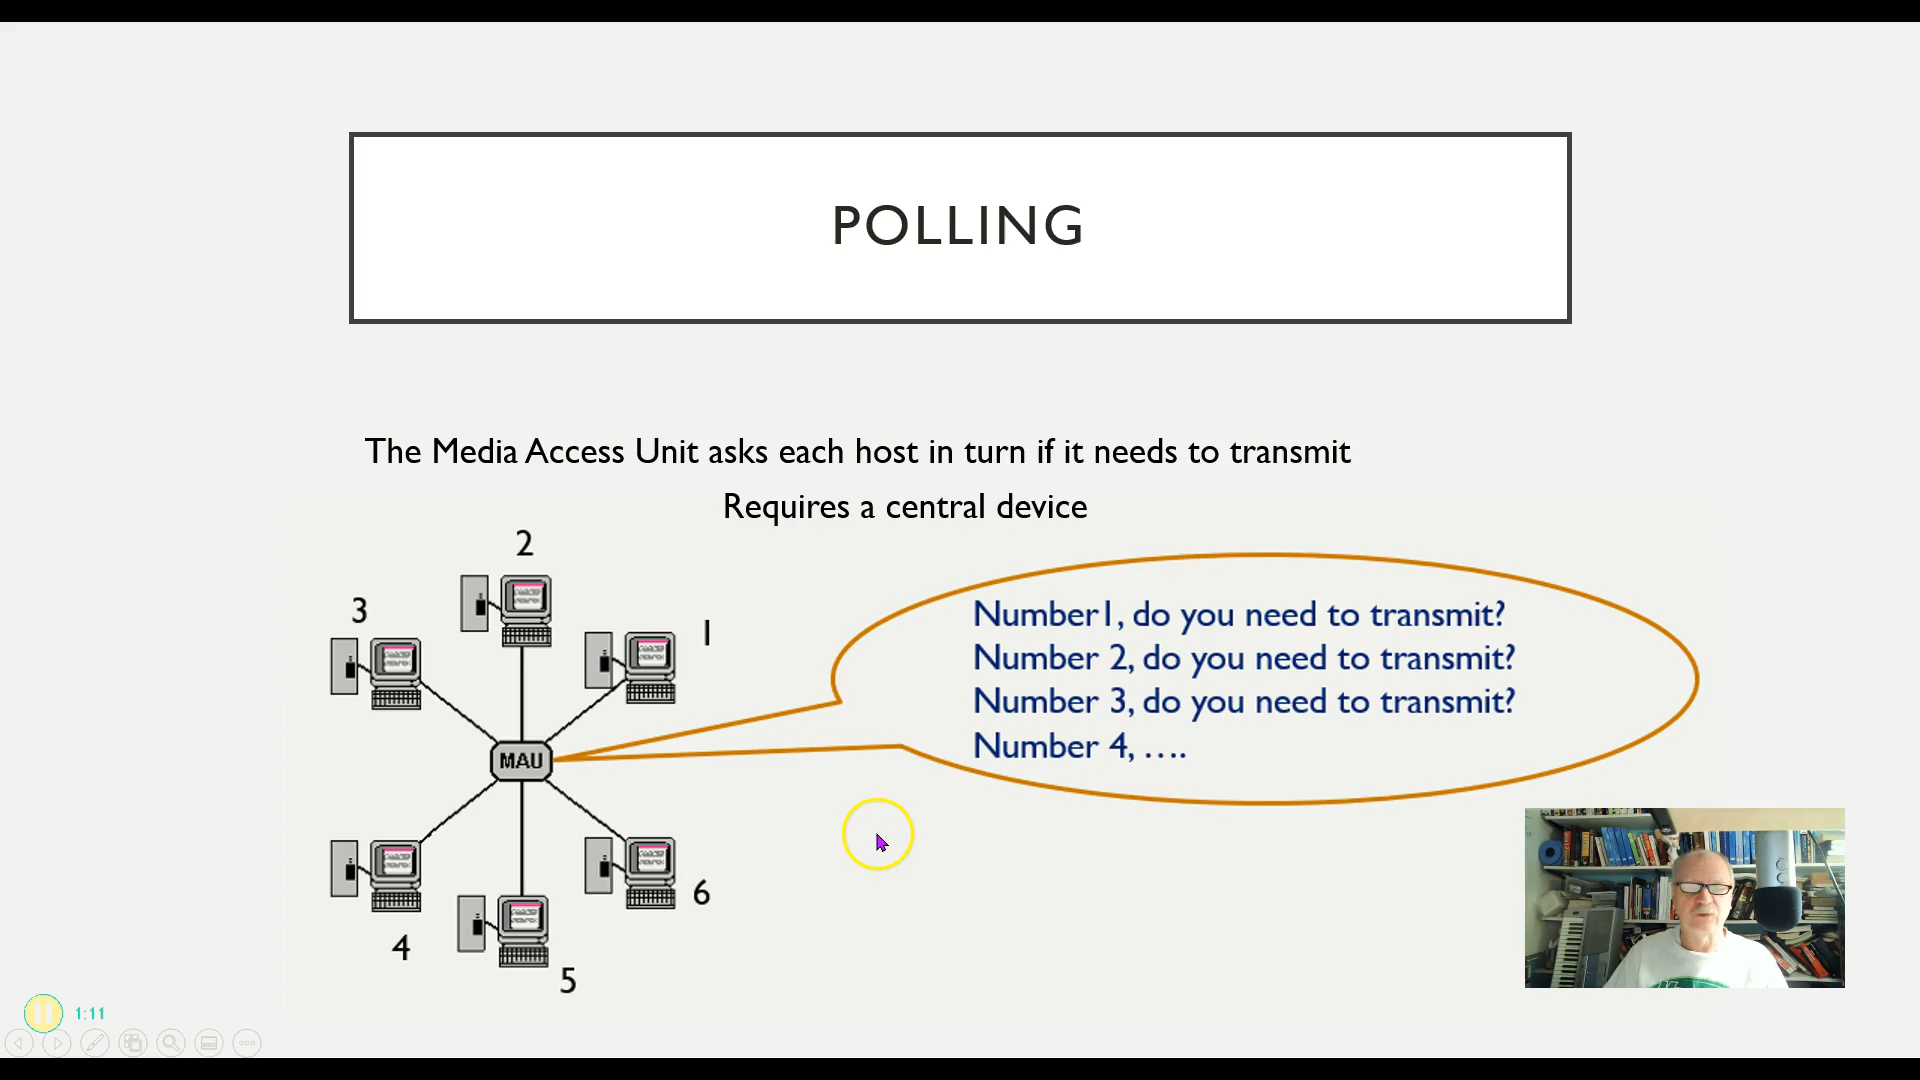 POLLING
The Media Access Unit asks each host in turn if it needs to transmit
Requires a central device
2
3
1
Number1, do you need to transmit?
Number 2, do you need to transmit?
Number 3, do you need to transmit?
Number 4, ....
MAU
6
4
5
1:11